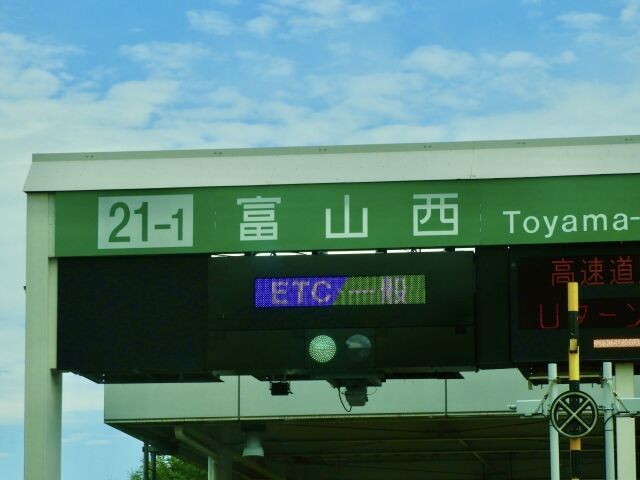 21-1 富山西 Toyama-
ETC 一般
高速道
Uターン